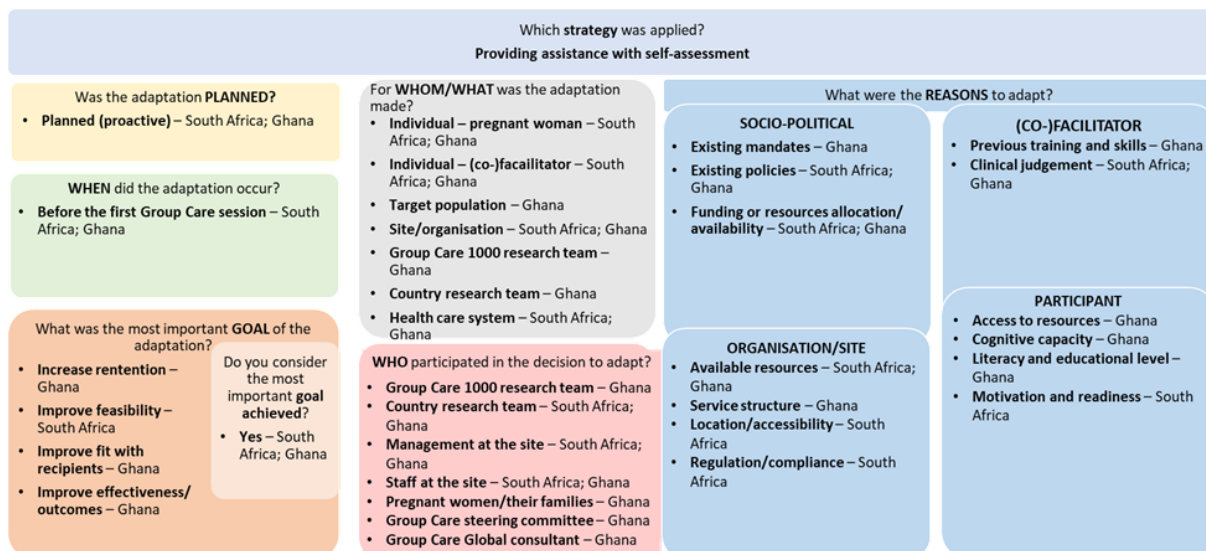 Which strategy was applied?
Providing assistance with self-assessment
Was the adaptation PLANNED?
• Planned (proactive) – South Africa; Ghana
WHEN did the adaptation occur?
• Before the first Group Care session – South
Africa; Ghana
What was the most important GOAL of the
adaptation?
• Increase rentention –
Ghana
• Improve feasibility –
South Africa
• Improve fit with
recipients – Ghana
• Improve effectiveness/
outcomes – Ghana
Do you consider
the most
important goal
achieved?
• Yes – South
Africa; Ghana
For WHOM/WHAT was the adaptation
made?
• Individual – pregnant woman – South
Africa; Ghana
• Individual – (co-)facailitator – South
Africa; Ghana
• Target population – Ghana
• Site/organisation – South Africa; Ghana
• Group Care 1000 research team –
Ghana
• Country research team – Ghana
• Health care system – South Africa;
Ghana
WHO participated in the decision to adapt?
• Group Care 1000 research team – Ghana
• Country research team – South Africa;
Ghana
• Management at the site – South Africa;
Ghana
• Staff at the site – South Africa; Ghana
• Pregnant women/their families – Ghana
• Group Care steering committee – Ghana
• Group Care Global consultant – Ghana
What were the REASONS to adapt?
SOCIO-POLITICAL
• Existing mandates – Ghana
• Existing policies – South Africa;
Ghana
• Funding or resources allocation/
availability – South Africa; Ghana
ORGANISATION/SITE
• Available resources – South Africa;
Ghana
• Service structure – Ghana
• Location/accessibility – South
Africa
• Regulation/compliance – South
Africa
(CO-)FACILITATOR
• Previous training and skills – Ghana
• Clinical judgement – South Africa;
Ghana
PARTICIPANT
• Access to resources – Ghana
• Cognitive capacity – Ghana
• Literacy and educational level –
Ghana
• Motivation and readiness – South
Africa